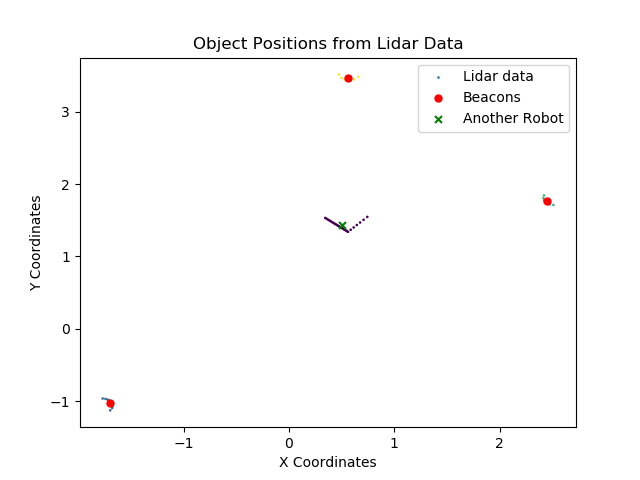 Object Positions from Lidar Data
Lidar data
Beacons
Another Robot
Y Coordinates
3
2
1
0
−1
−1
0
1
2
X Coordinates